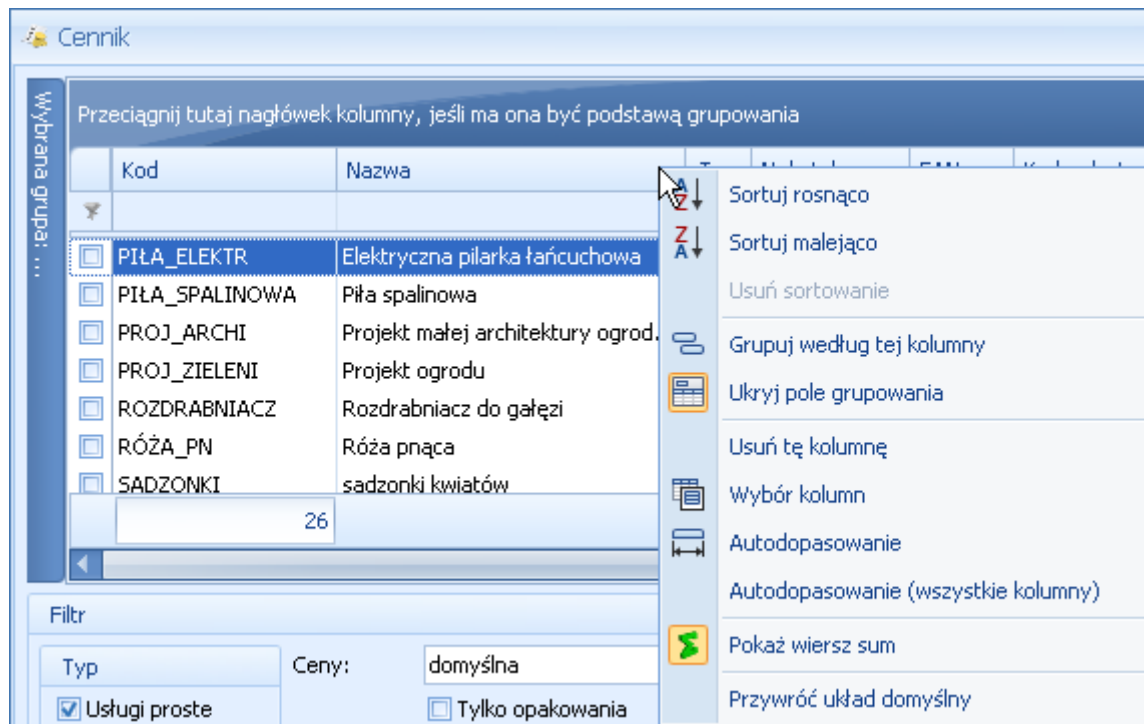 Cennik
Wybrana grupa: ...
Przeciągnij tutaj nagłówek kolumny, jeśli ma ona być podstawą grupowania
Kod Nazwa
PIŁA_ELEKTR Elektryczna pilarka łańcuchowa
PIŁA_SPALINOWA Piła spalinowa
PROJ_ARCHI Projekt małej architektury ogrod.
PROJ_ZIELENI Projekt ogrodu
ROZDRABNIACZ Rozdrabniacz do gałęzi
RÓŻA_PN Róża pnąca
SADZONKI sadzonki kwiatów
26
Sortuj rosnąco
Sortuj malejąco
Usuń sortowanie
Grupuj według tej kolumny
Ukryj pole grupowania
Usuń tę kolumnę
Wybór kolumn
Autodopasowanie
Autodopasowanie (wszystkie kolumny)
Pokaż wiersz sum
Przywróć układ domyślny
Filtr
Typ
Usługi proste
Ceny: domyślna
Tylko opakowania